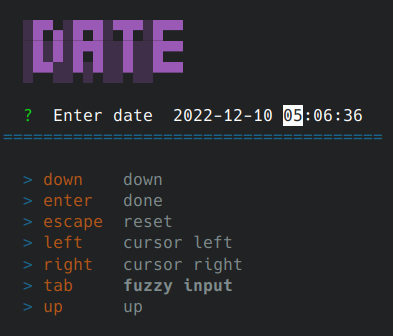 DATE
? Enter date 2022-12-10 05:06:36
======================================
> down down
> enter done
> escape reset
> left cursor left
> right cursor right
> tab fuzzy input
> up up